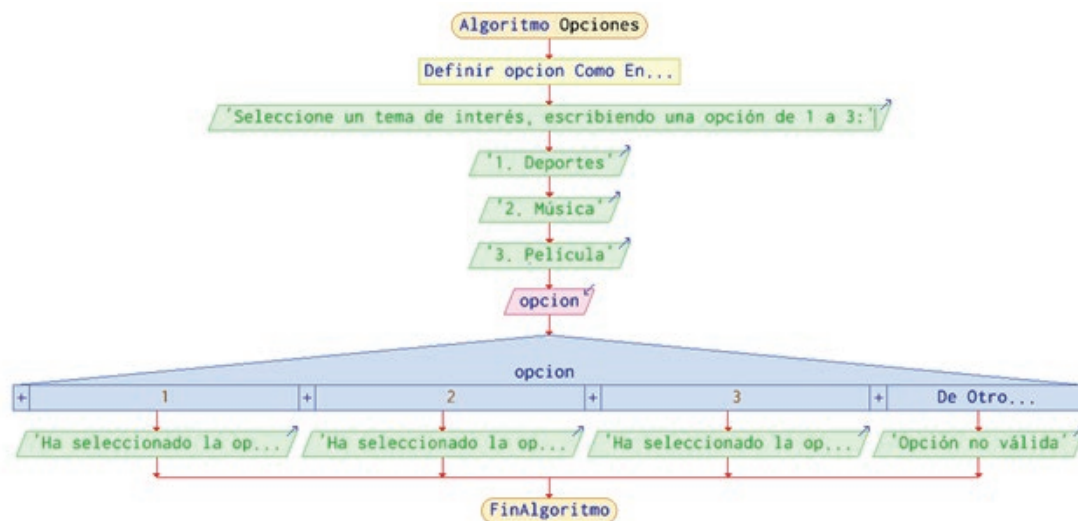 Algoritmo Opciones
Definir opcion Como En...
'Seleccione un tema de interés, escribiendo una opción de 1 a 3:'
'1. Deportes'
'2. Música'
'3. Película'
opcion
opcion
+ 1 + 2 + 3 + De Otro...
'Ha seleccionado la op... 'Ha seleccionado la op... 'Ha seleccionado la op... 'Opción no válida'
FinAlgoritmo